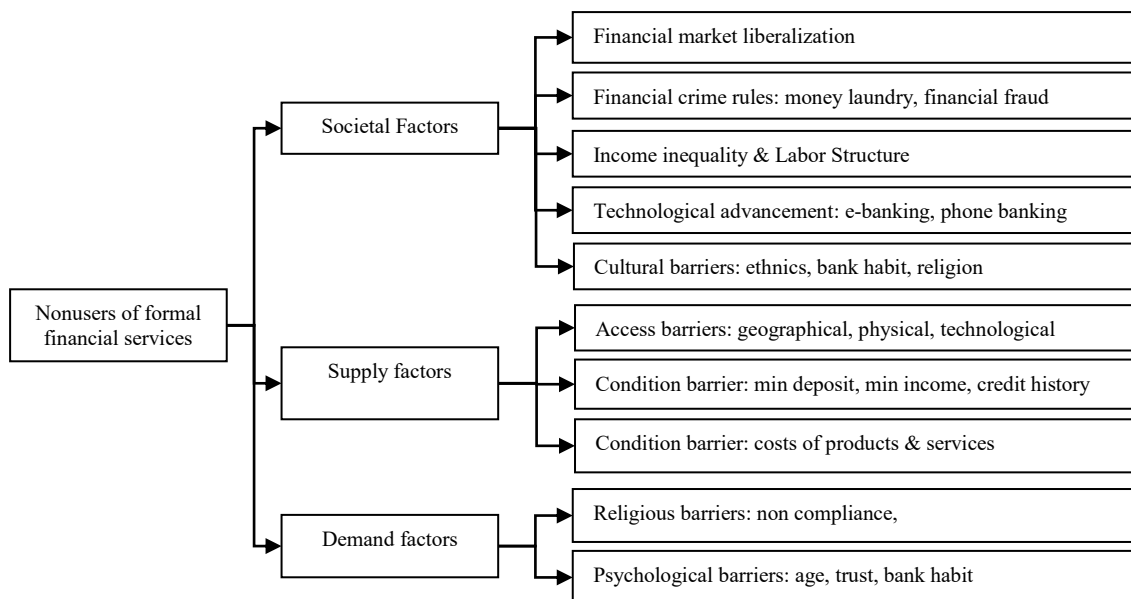 Nonusers of formal
financial services
Societal Factors
Financial market liberalization
Financial crime rules: money laundry, financial fraud
Income inequality & Labor Structure
Technological advancement: e-banking, phone banking
Cultural barriers: ethnics, bank habit, religion
Supply factors
Access barriers: geographical, physical, technological
Condition barrier: min deposit, min income, credit history
Condition barrier: costs of products & services
Demand factors
Religious barriers: non compliance,
Psychological barriers: age, trust, bank habit